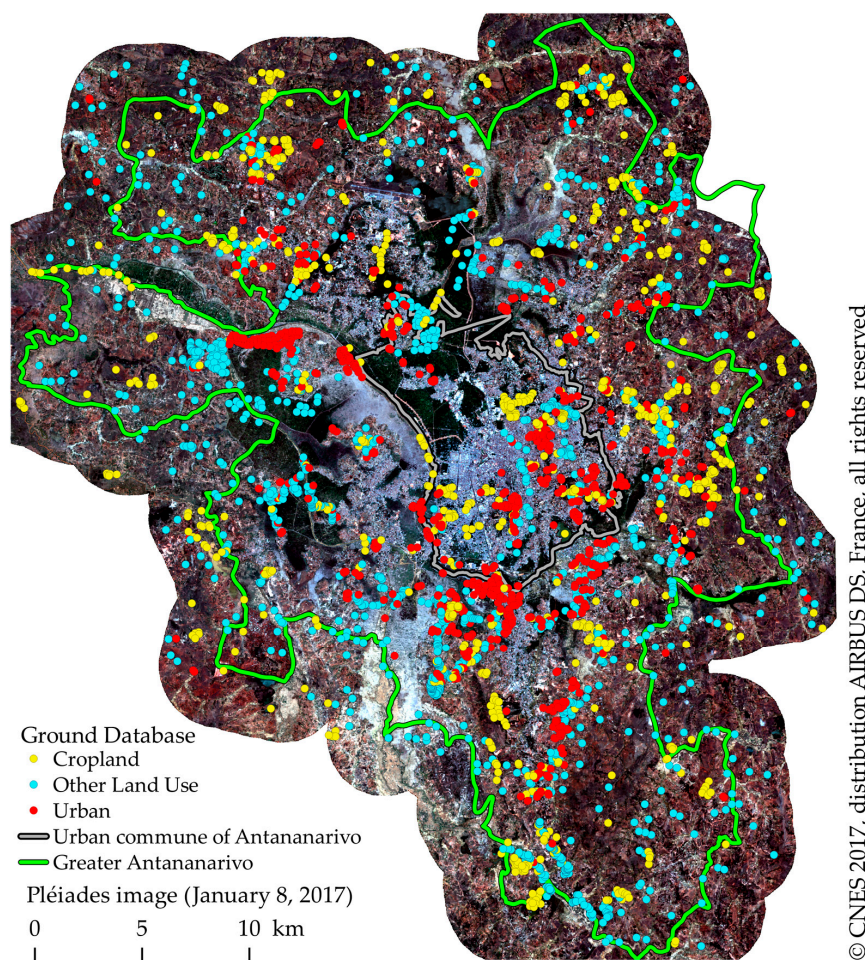 Ground Database
Cropland
Other Land Use
Urban
Urban commune of Antananarivo
Greater Antananarivo
Pléiades image (January 8, 2017)
0 5 10 km
© CNES 2017, distribution AIRBUS DS, France, all rights reserved